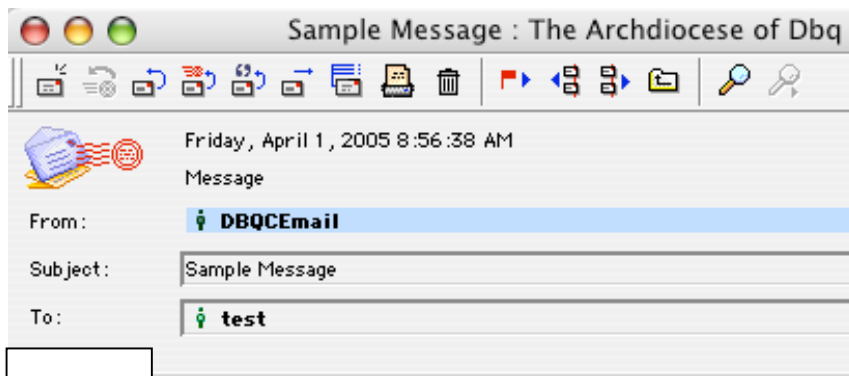 Sample Message : The Archdiocese of Dbq
Friday, April 1, 2005 8:56:38 AM
Message
From: DBQCEmail
Subject: Sample Message
To: test